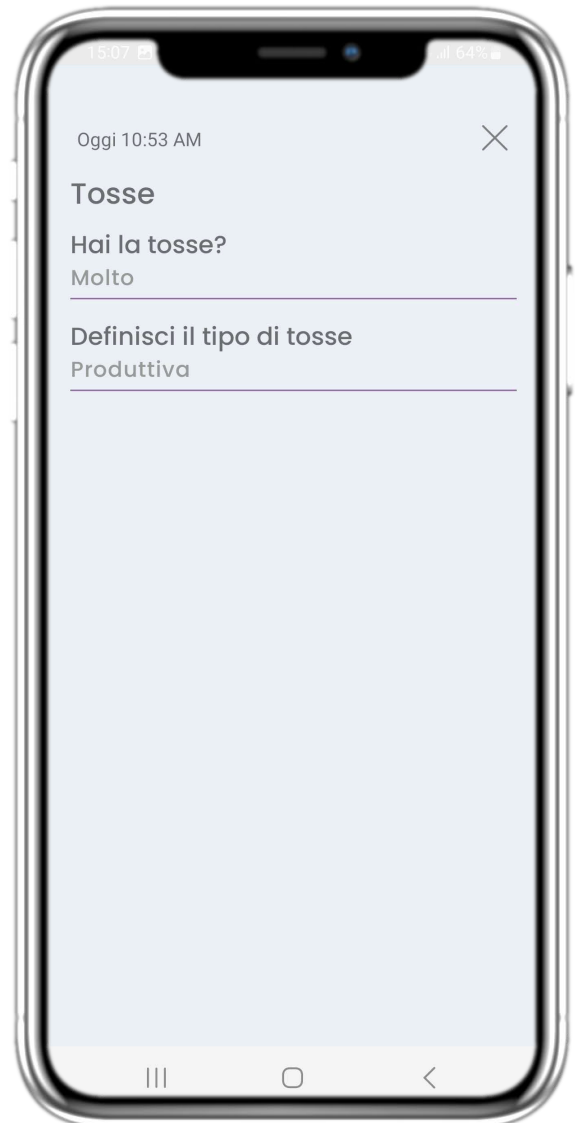 15:07 64%
Oggi 10:53 AM
Tosse
Hai la tosse?
Molto
Definisci il tipo di tosse
Produttiva